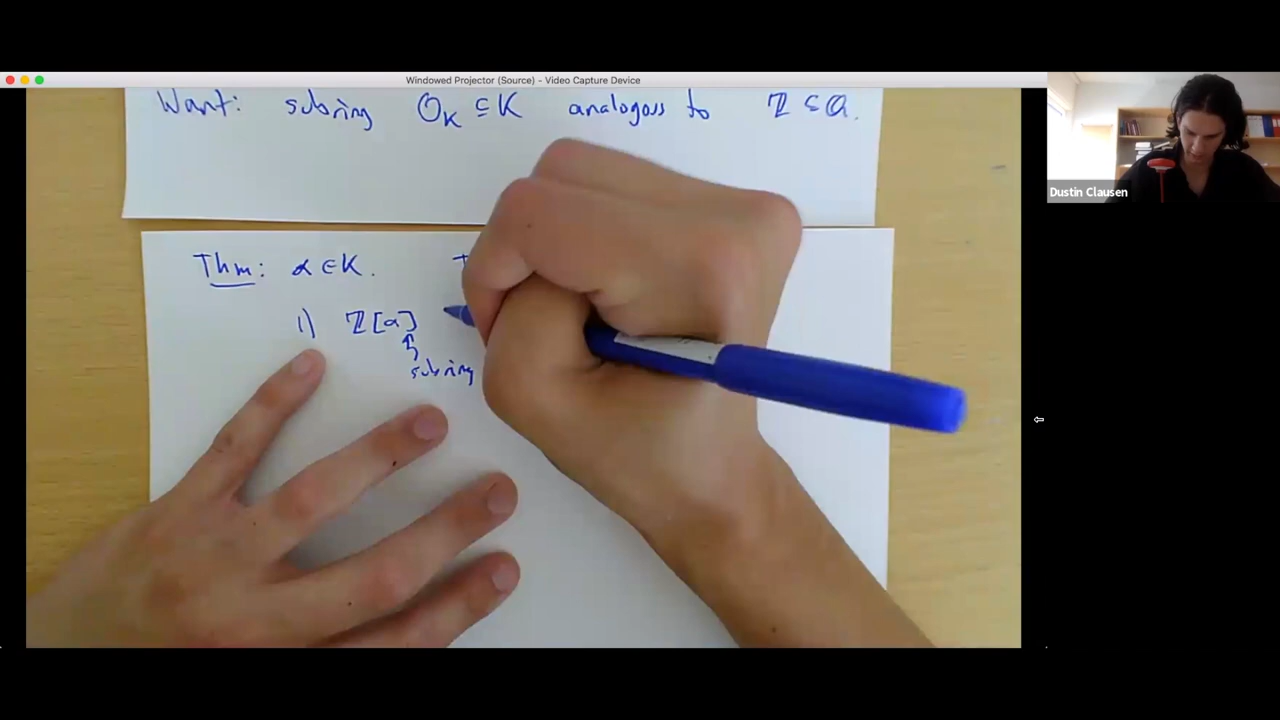 Windowed Projector (Source) - Video Capture Device
Want: subring O_K ⊆ K analogous to ℤ ⊆ ℚ.
Dustin Clausen
Thm: α ∈ K.
1) ℤ[α]
subring